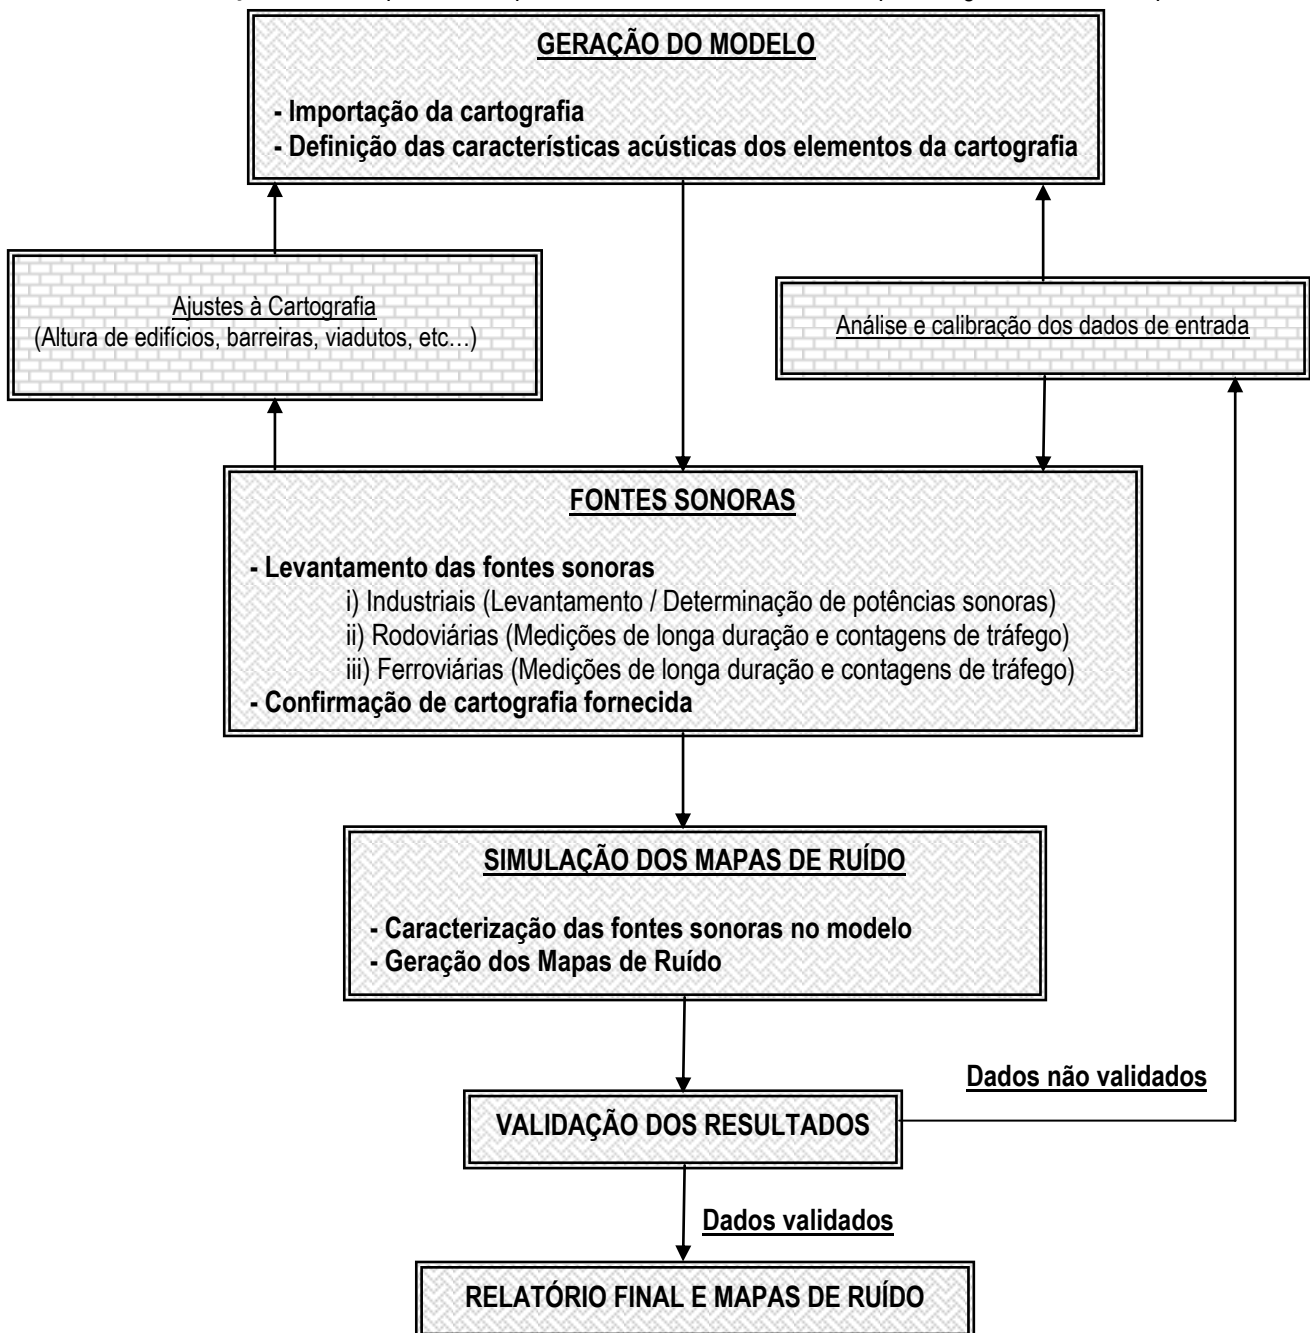 GERAÇÃO DO MODELO
- Importação da cartografia
- Definição das características acústicas dos elementos da cartografia
Ajustes à Cartografia
(Altura de edifícios, barreiras, viadutos, etc…)
Análise e calibração dos dados de entrada
FONTES SONORAS
- Levantamento das fontes sonoras
i) Industriais (Levantamento / Determinação de potências sonoras)
ii) Rodoviárias (Medições de longa duração e contagens de tráfego)
iii) Ferroviárias (Medições de longa duração e contagens de tráfego)
- Confirmação de cartografia fornecida
SIMULAÇÃO DOS MAPAS DE RUÍDO
- Caracterização das fontes sonoras no modelo
- Geração dos Mapas de Ruído
Dados não validados
VALIDAÇÃO DOS RESULTADOS
Dados validados
RELATÓRIO FINAL E MAPAS DE RUÍDO